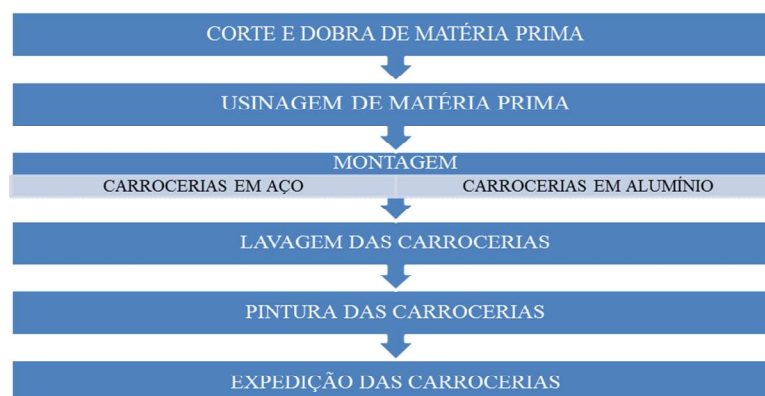 CORTE E DOBRA DE MATÉRIA PRIMA
USINAGEM DE MATÉRIA PRIMA
MONTAGEM
CARROCERIAS EM AÇO
CARROCERIAS EM ALUMÍNIO
LAVAGEM DAS CARROCERIAS
PINTURA DAS CARROCERIAS
EXPEDIÇÃO DAS CARROCERIAS